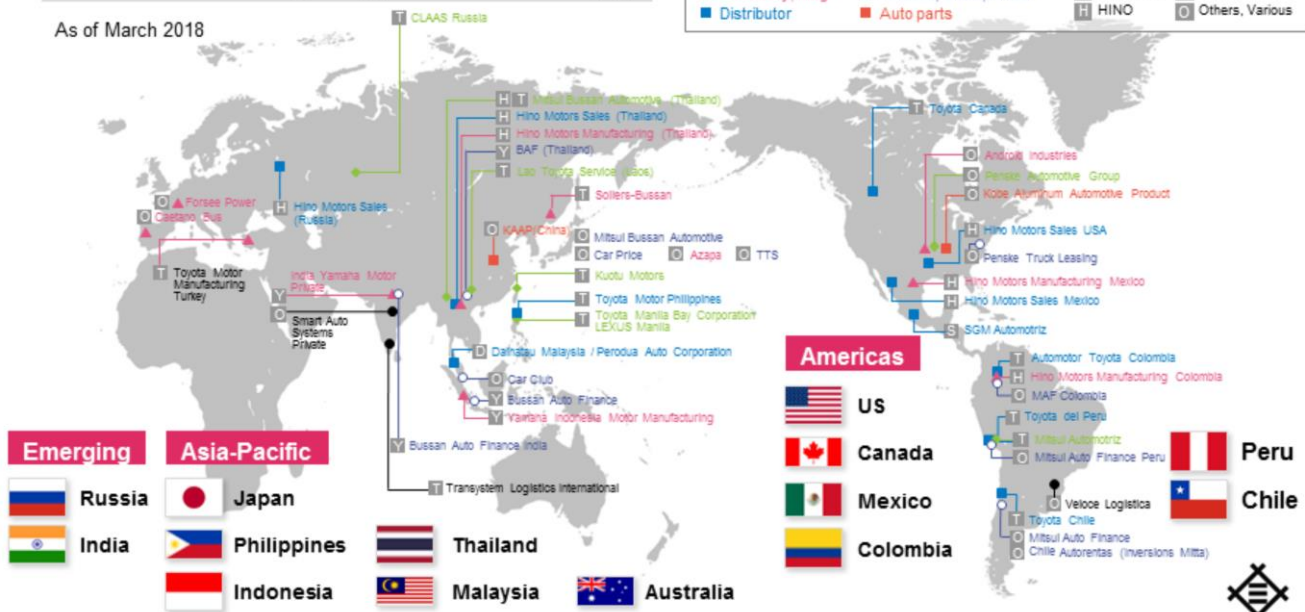 As of March 2018
Distributor
Auto parts
H HINO
O Others, Various
T CLAAS Russia
H T Mitsui Bussan Automotive (Thailand)
H Hino Motors Sales (Thailand)
H Hino Motors Manufacturing (Thailand)
Y BAF (Thailand)
T Lao Toyota Service (Laos)
T Sollers-Bussan
O Forsee Power
O Caetano Bus
H Hino Motors Sales
(Russia)
T Toyota Motor
Manufacturing
Turkey
India Yamaha Motor
Y Private
O Smart Auto
Systems
Private
O KAAP(China)
O Mitsui Bussan Automotive
O Car Price
O Azapa
O TTS
T Kuotu Motors
T Toyota Motor Philippines
T Toyota Manila Bay Corporation
LEXUS Manila
D Daihatsu Malaysia / Perodua Auto Corporation
O Car Club
Y Bussan Auto Finance
Y Yamaha Indonesia Motor Manufacturing
Y Bussan Auto Finance India
T Transystem Logistics International
T Toyota Canada
O Android Industries
O Penske Automotive Group
O Kobe Aluminum Automotive Product
H Hino Motors Sales USA
O Penske Truck Leasing
H Hino Motors Manufacturing Mexico
H Hino Motors Sales Mexico
S SGM Automotriz
T Automotor Toyota Colombia
H Hino Motors Manufacturing Colombia
O MAF Colombia
T Toyota del Peru
T Mitsui Automotriz
O Mitsui Auto Finance Peru
O Veloce Logistica
T Toyota Chile
O Mitsui Auto Finance
O Chile Autorentas (Inversions Mitta)
Emerging
Russia
India
Asia-Pacific
Japan
Philippines
Indonesia
Thailand
Malaysia
Australia
Americas
US
Canada
Mexico
Colombia
Peru
Chile